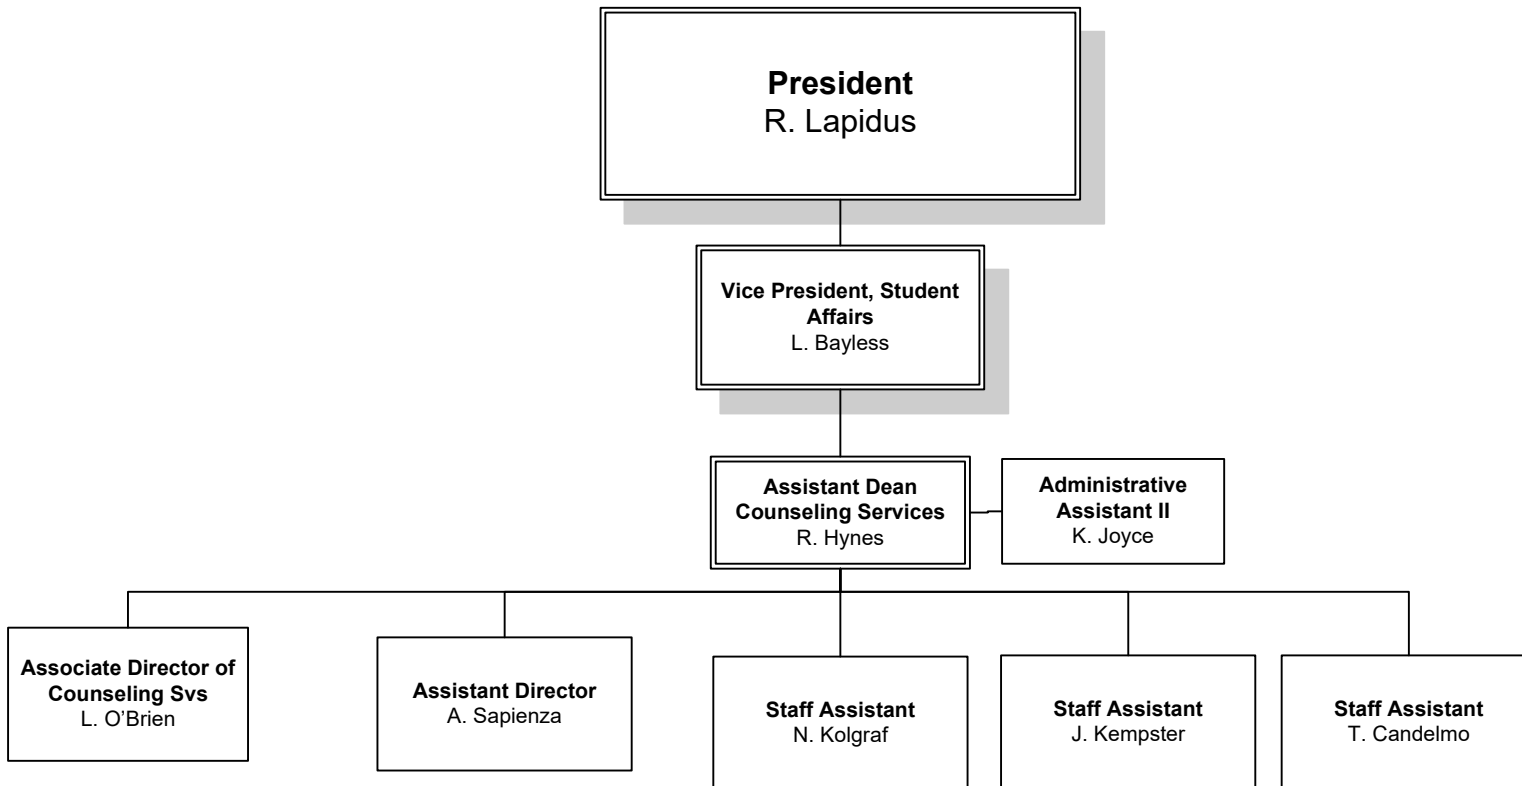 President
R. Lapidus
Vice President, Student
Affairs
L. Bayless
Assistant Dean
Counseling Services
R. Hynes
Administrative
Assistant II
K. Joyce
Associate Director of
Counseling Svs
L. O’Brien
Assistant Director
A. Sapienza
Staff Assistant
N. Kolgraf
Staff Assistant
J. Kempster
Staff Assistant
T. Candelmo